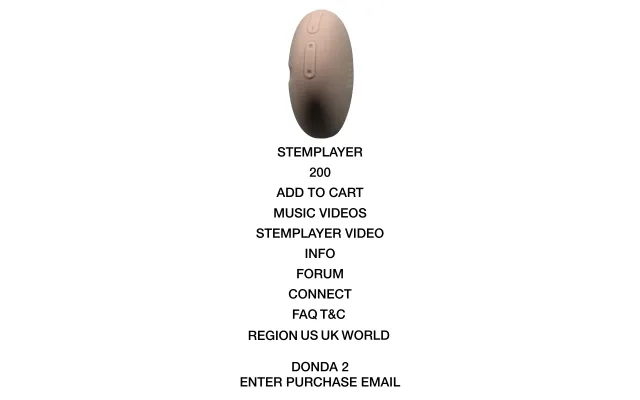 STEMPLAYER
200
ADD TO CART
MUSIC VIDEOS
STEMPLAYER VIDEO
INFO
FORUM
CONNECT
FAQ T&C
REGION US UK WORLD
DONDA 2
ENTER PURCHASE EMAIL